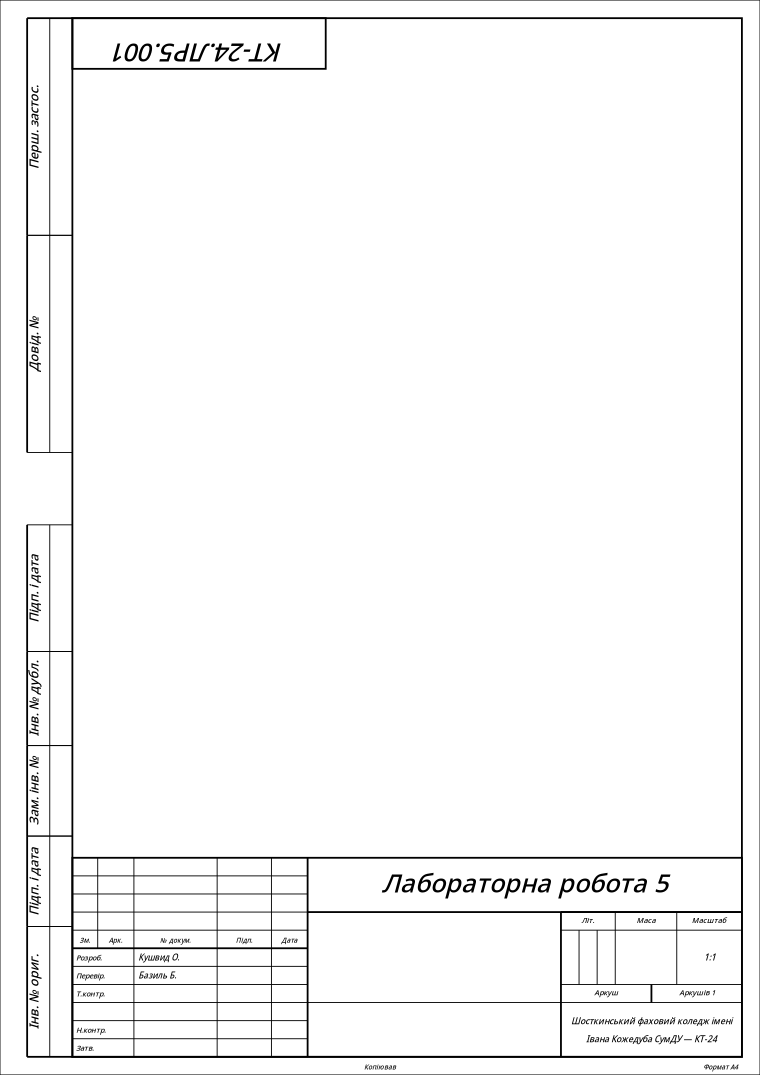 КТ-24.ЛР5.001
Перш. застос.
Довід. №
Підп. і дата
Інв. № дубл.
Зам. інв. №
Підп. і дата
Інв. № ориг.
Лабораторна робота 5
Літ. Маса Масштаб
Зм. Арк. № докум. Підп. Дата
Розроб. Кушвид О. 1:1
Перевір. Базиль Б.
Т.контр. Аркуш Аркушів 1
Шосткинський фаховий коледж імені
Н.контр.
Івана Кожедуба СумДУ — КТ-24
Затв.
Копіював Формат А4